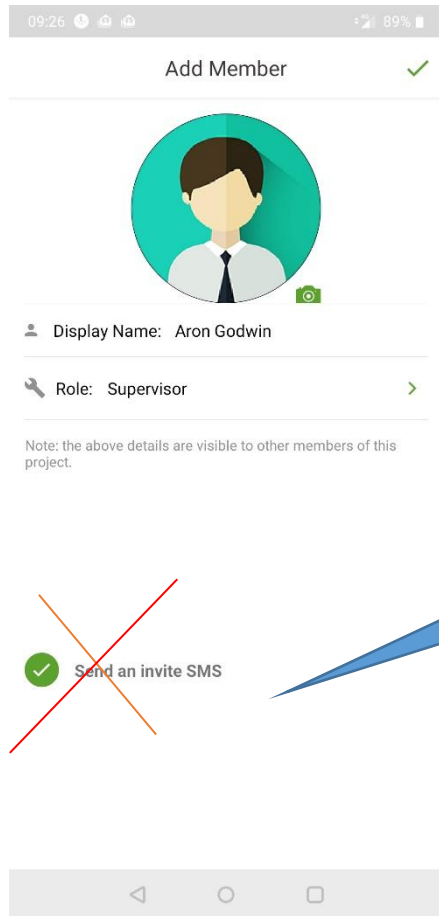 09:26 89%
Add Member
Display Name: Aron Godwin
Role: Supervisor
Note: the above details are visible to other members of this
project.
Send an invite SMS